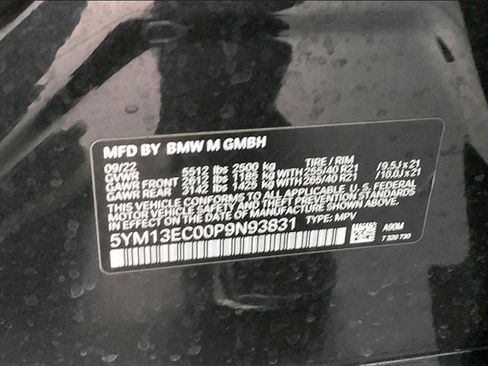 MFD BY BMW M GMBH
09/22 TIRE / RIM
GVWR 5512 lbs 2500 kg
GAWR FRONT 2612 lbs 1185 kg WITH 255/40 R21 / 9.5J x 21
GAWR REAR 3142 lbs 1425 kg WITH 265/40 R21 / 10.0J x 21
THIS VEHICLE CONFORMS TO ALL APPLICABLE U.S. FEDERAL
MOTOR VEHICLE SAFETY AND THEFT PREVENTION STANDARDS
IN EFFECT ON THE DATE OF MANUFACTURE SHOWN ABOVE.
5YM13EC00P9N93831 TYPE: MPV
A90M
7 329 730